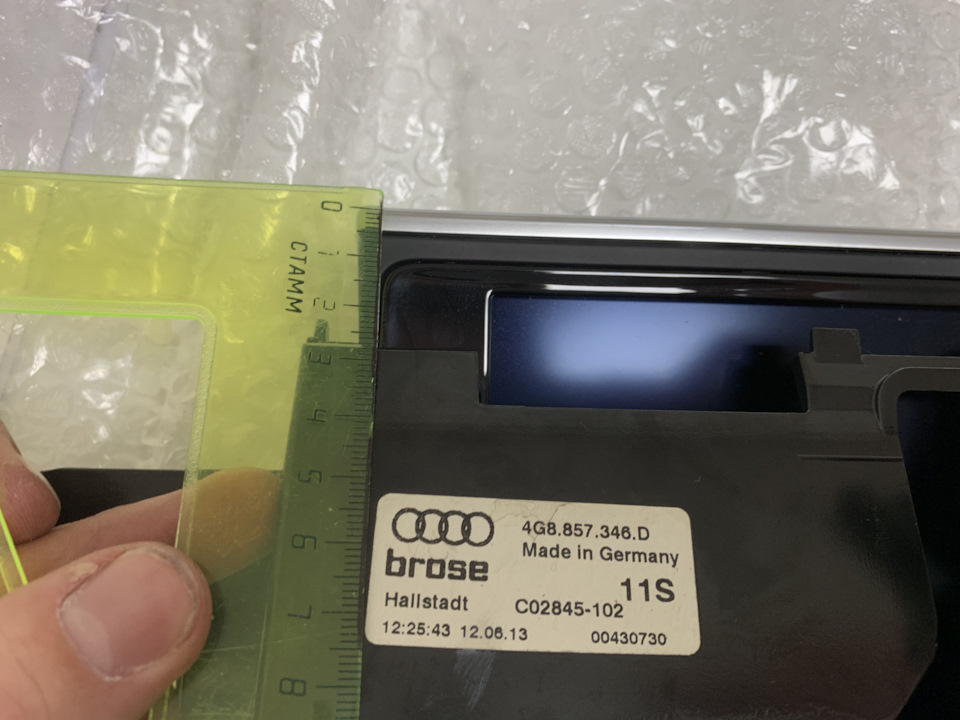 0
СТАММ
1
2
3
4
5
6
7
8
4G8.857.346.D
Made in Germany
brose
11S
Hallstadt C02845-102
12:25:43 12.06.13 00430730